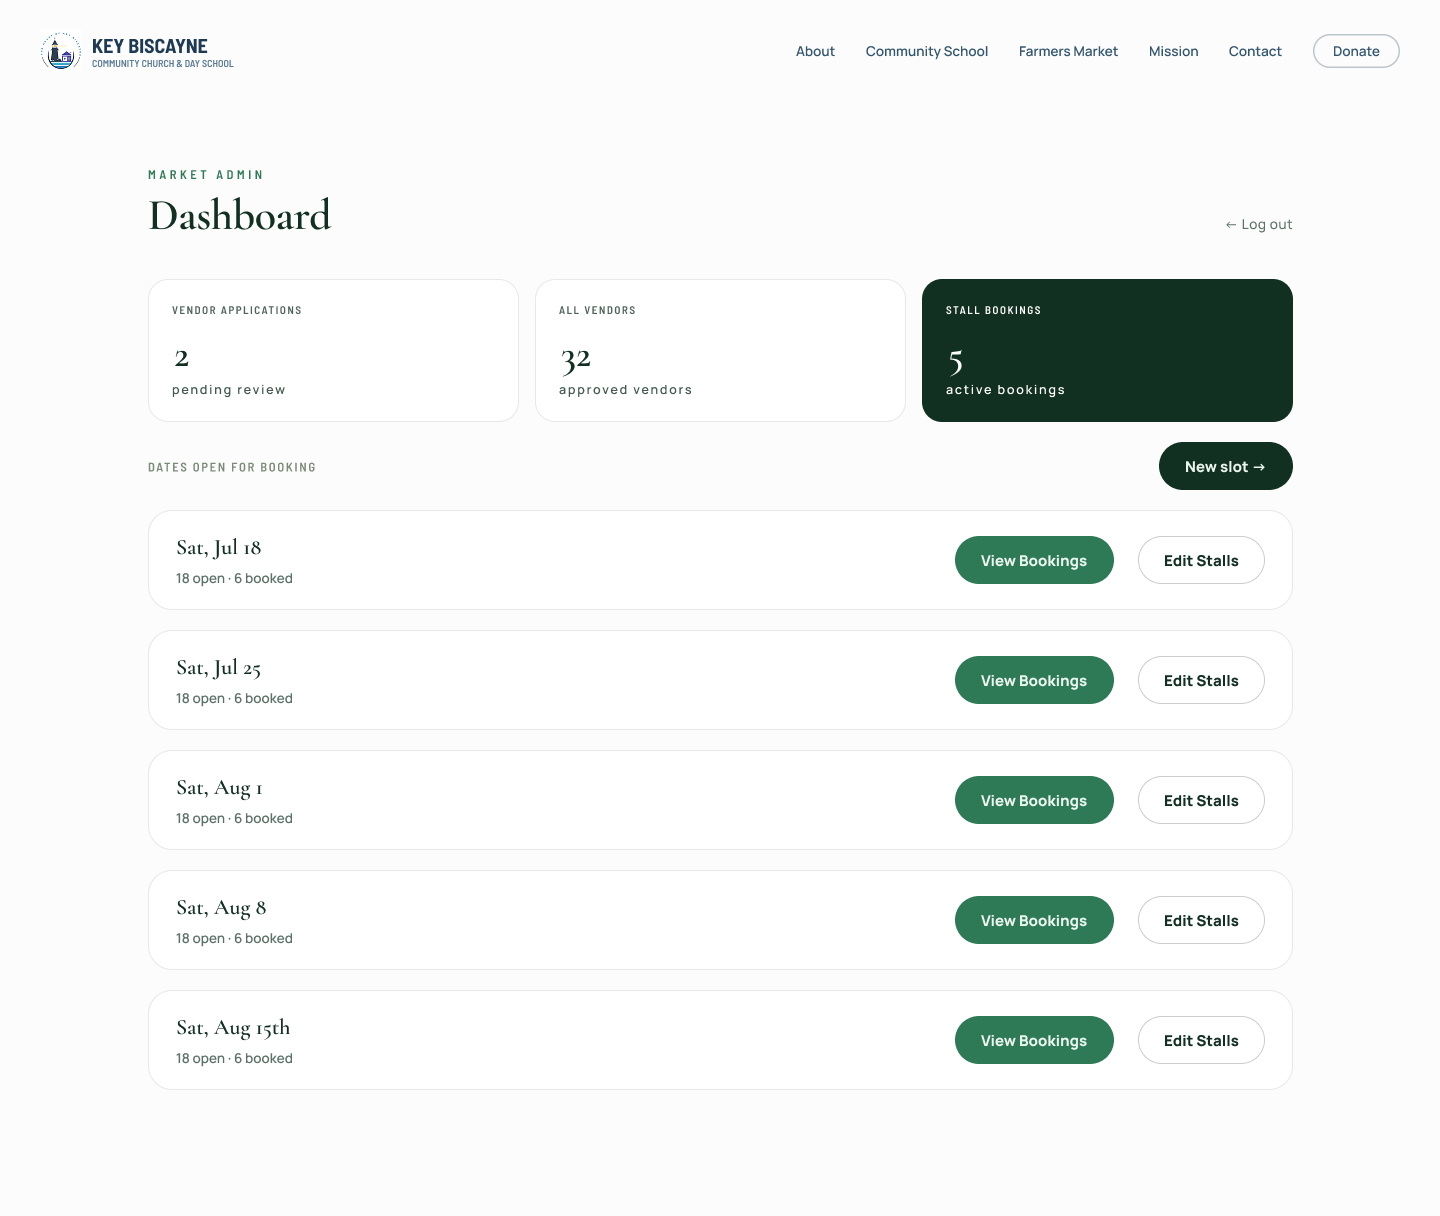 KEY BISCAYNE
COMMUNITY CHURCH & DAY SCHOOL
About
Community School
Farmers Market
Mission
Contact
Donate
MARKET ADMIN
Dashboard
← Log out
VENDOR APPLICATIONS
2
pending review
ALL VENDORS
32
approved vendors
STALL BOOKINGS
5
active bookings
DATES OPEN FOR BOOKING
New slot →
Sat, Jul 18
18 open · 6 booked
View Bookings
Edit Stalls
Sat, Jul 25
18 open · 6 booked
View Bookings
Edit Stalls
Sat, Aug 1
18 open · 6 booked
View Bookings
Edit Stalls
Sat, Aug 8
18 open · 6 booked
View Bookings
Edit Stalls
Sat, Aug 15th
18 open · 6 booked
View Bookings
Edit Stalls